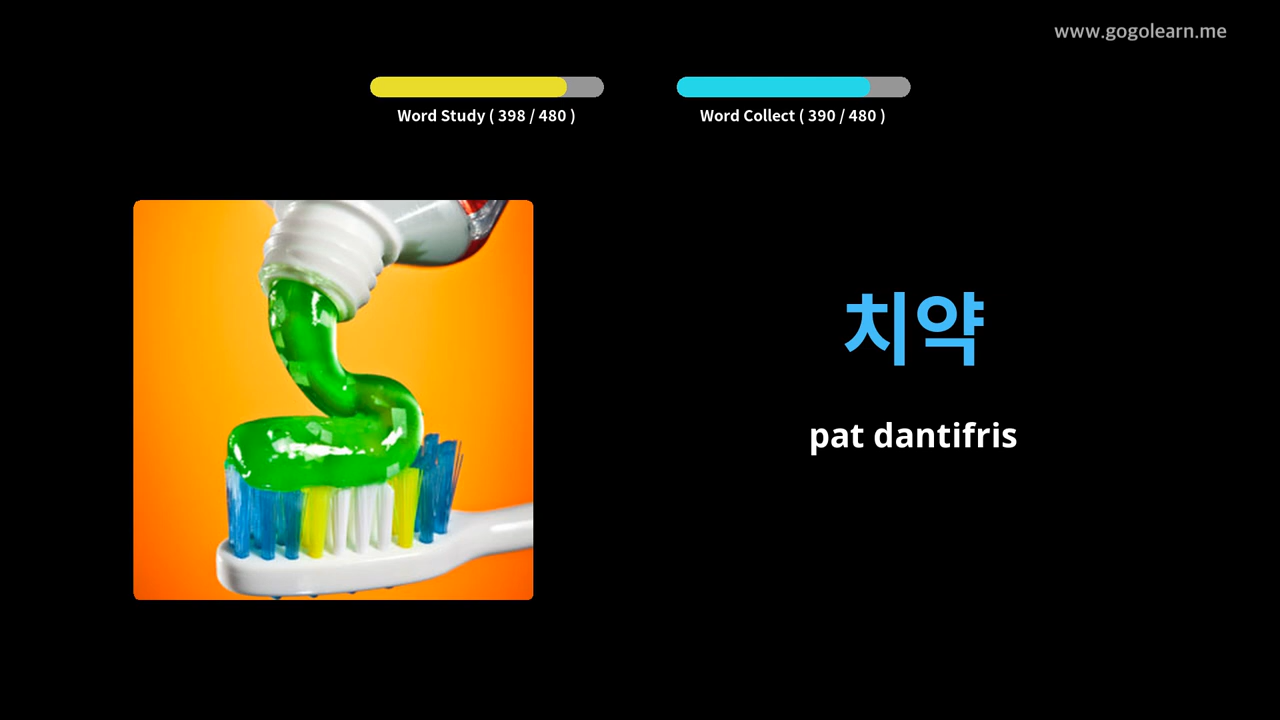 www.gogolearn.me
Word Study ( 398 / 480 )
Word Collect ( 390 / 480 )
치약
pat dantifris